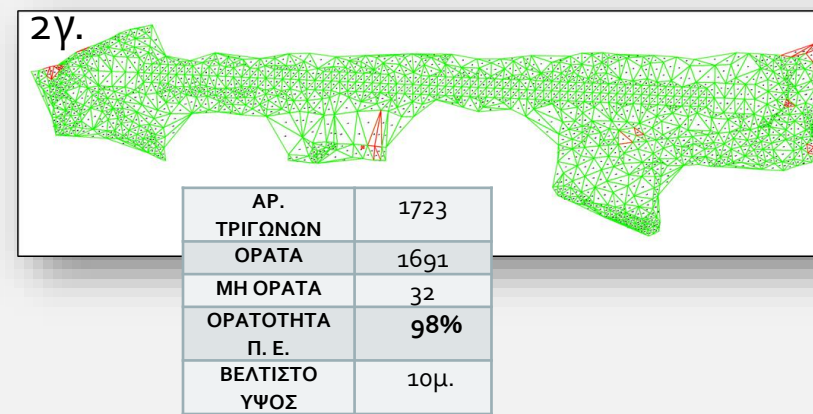 2γ.
ΑΡ. 1723
ΤΡΙΓΩΝΩΝ
ΟΡΑΤΑ 1691
ΜΗ ΟΡΑΤΑ 32
ΟΡΑΤΟΤΗΤΑ 98%
Π. Ε.
ΒΕΛΤΙΣΤΟ 10μ.
ΥΨΟΣ